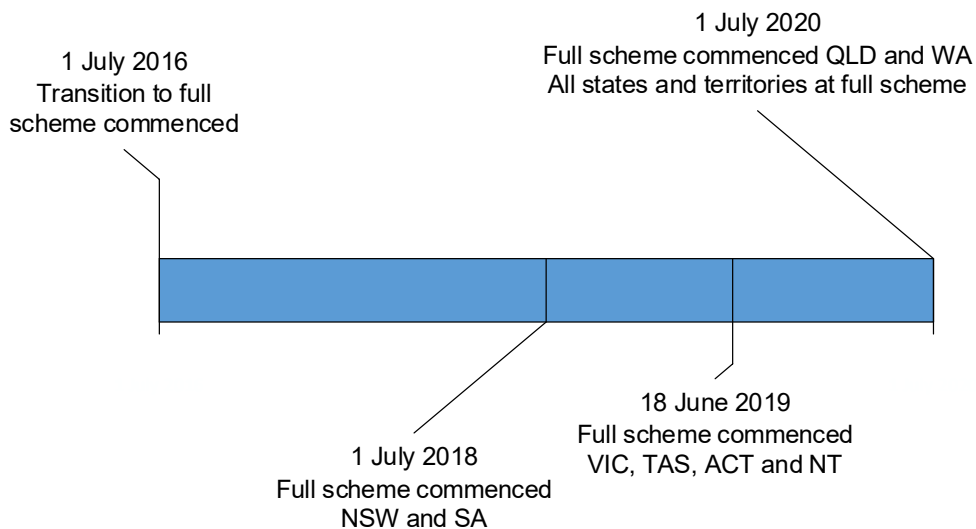 1 July 2016
Transition to full
scheme commenced
1 July 2020
Full scheme commenced QLD and WA
All states and territories at full scheme
1 July 2018
Full scheme commenced
NSW and SA
18 June 2019
Full scheme commenced
VIC, TAS, ACT and NT